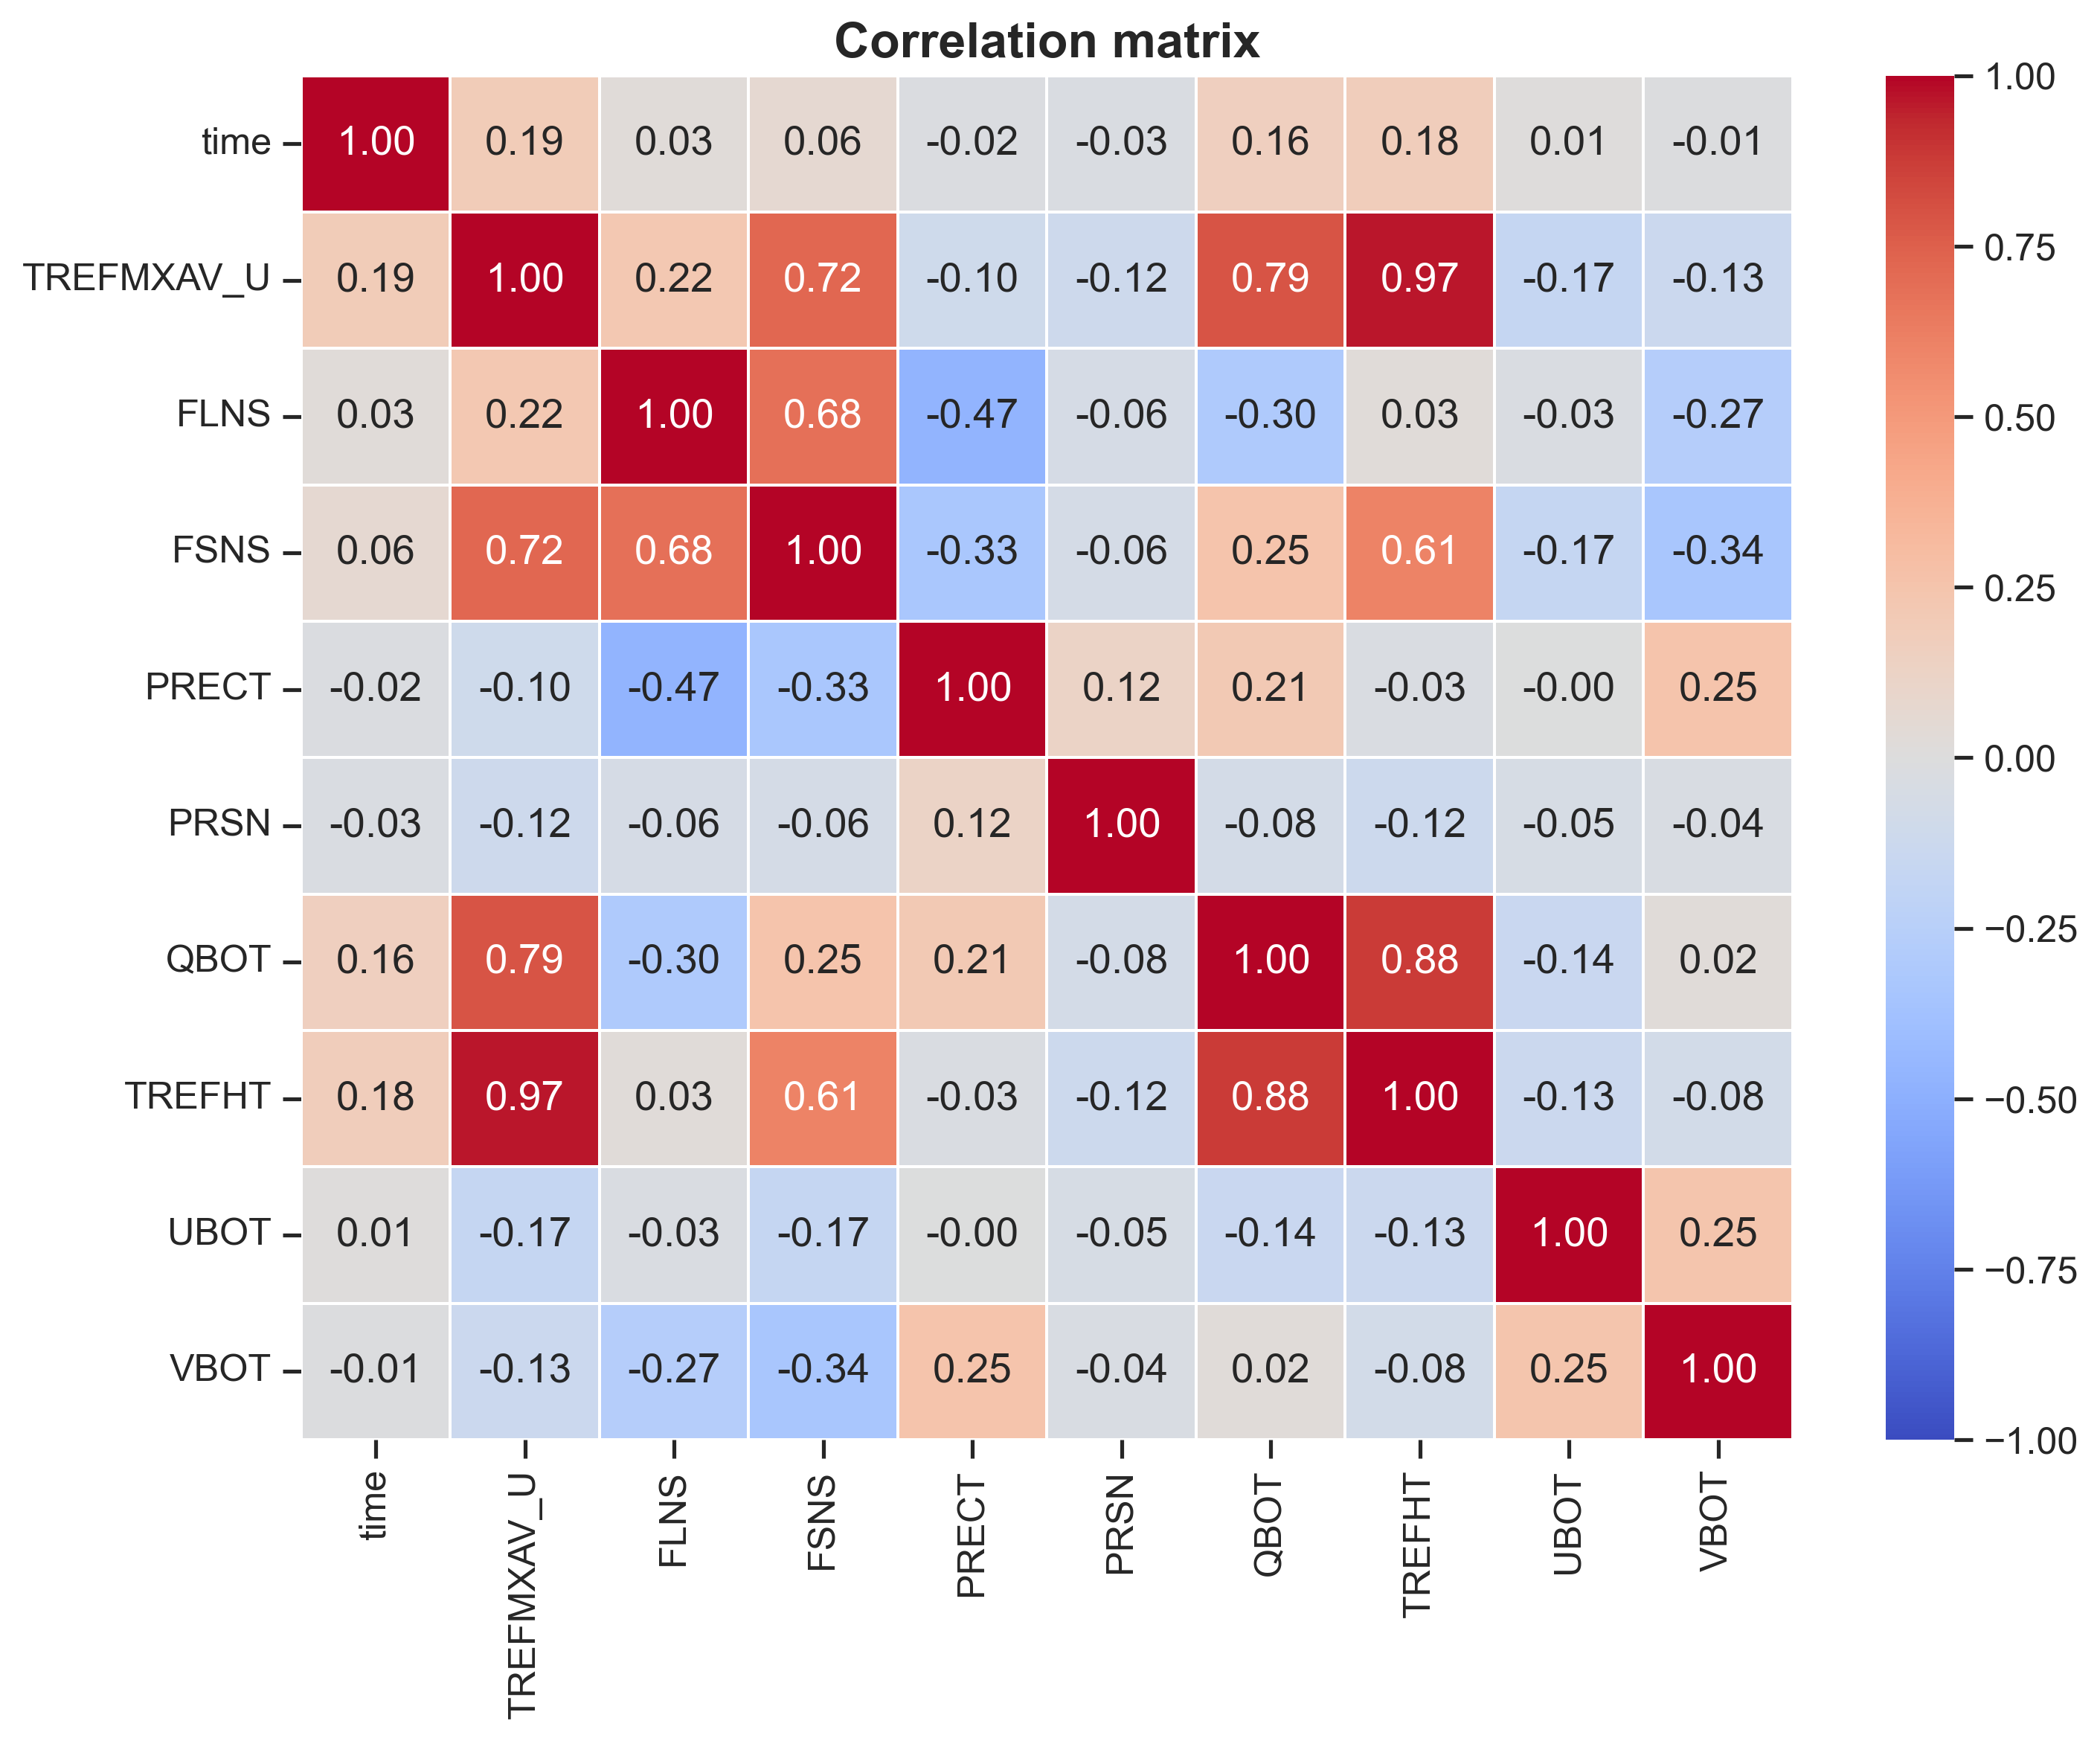 Correlation matrix
time 1.00 0.19 0.03 0.06 -0.02 -0.03 0.16 0.18 0.01 -0.01
TREFMXAV_U 0.19 1.00 0.22 0.72 -0.10 -0.12 0.79 0.97 -0.17 -0.13
FLNS 0.03 0.22 1.00 0.68 -0.47 -0.06 -0.30 0.03 -0.03 -0.27
FSNS 0.06 0.72 0.68 1.00 -0.33 -0.06 0.25 0.61 -0.17 -0.34
PRECT -0.02 -0.10 -0.47 -0.33 1.00 0.12 0.21 -0.03 -0.00 0.25
PRSN -0.03 -0.12 -0.06 -0.06 0.12 1.00 -0.08 -0.12 -0.05 -0.04
QBOT 0.16 0.79 -0.30 0.25 0.21 -0.08 1.00 0.88 -0.14 0.02
TREFHT 0.18 0.97 0.03 0.61 -0.03 -0.12 0.88 1.00 -0.13 -0.08
UBOT 0.01 -0.17 -0.03 -0.17 -0.00 -0.05 -0.14 -0.13 1.00 0.25
VBOT -0.01 -0.13 -0.27 -0.34 0.25 -0.04 0.02 -0.08 0.25 1.00
time TREFMXAV_U FLNS FSNS PRECT PRSN QBOT TREFHT UBOT VBOT
1.00
0.75
0.50
0.25
0.00
−0.25
−0.50
−0.75
−1.00